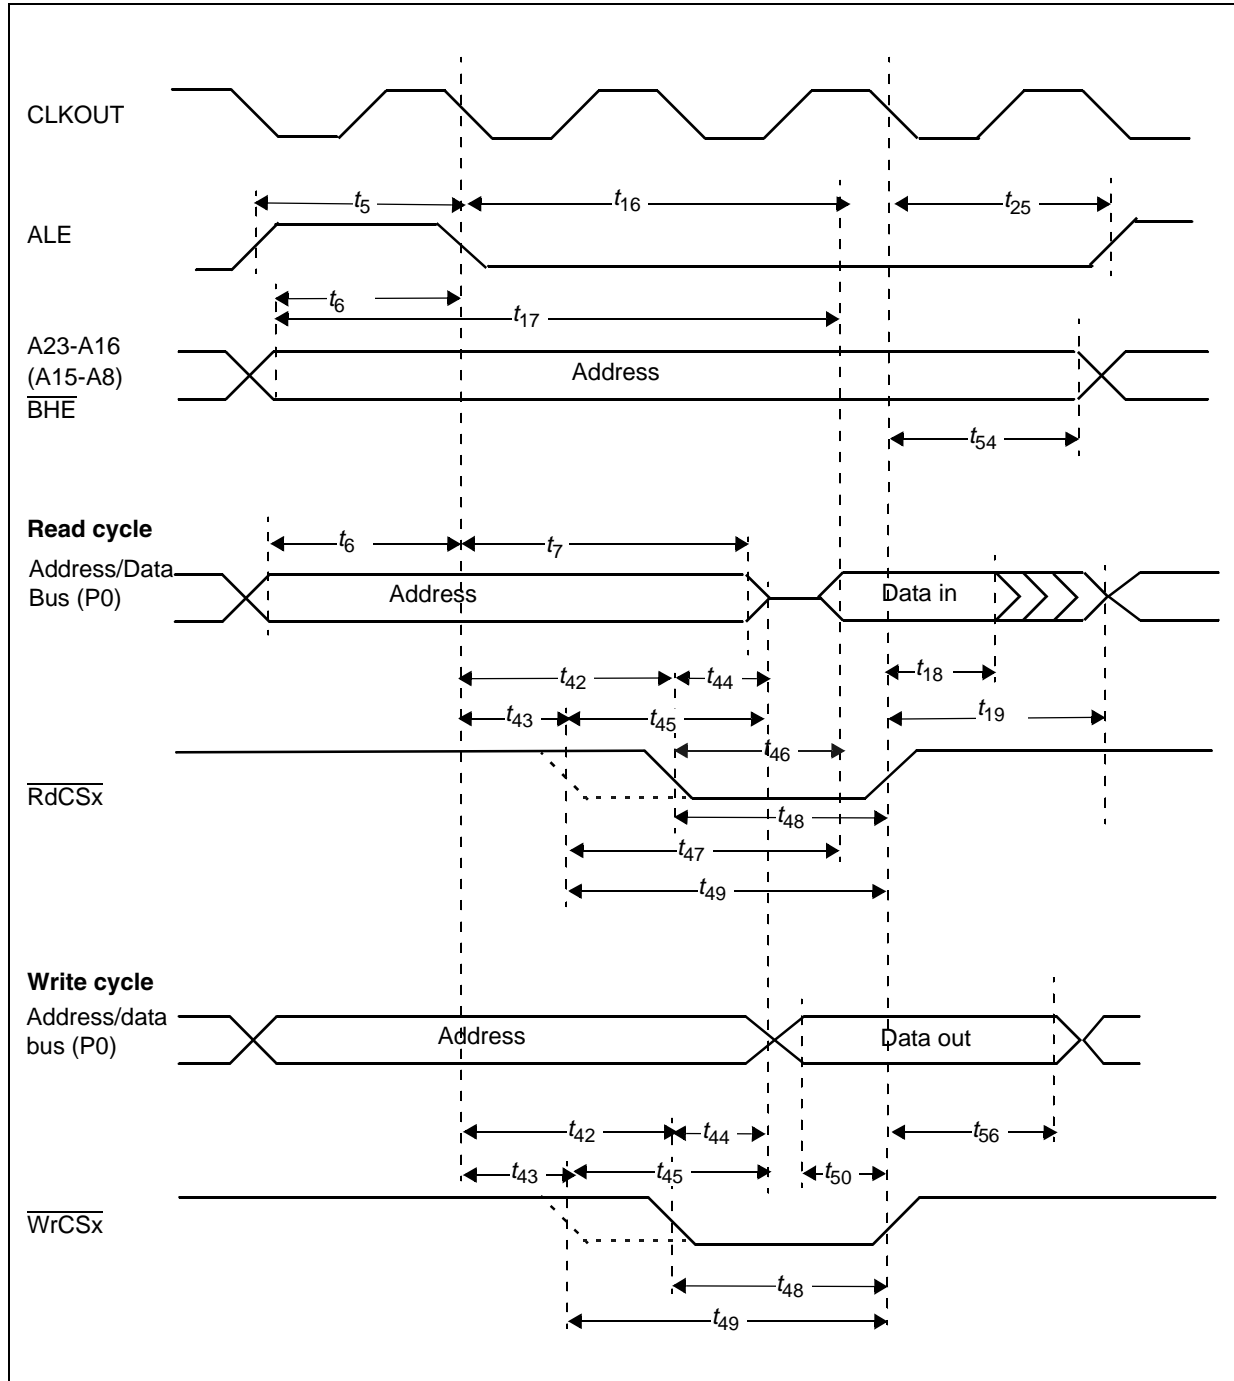 CLKOUT
t5 t16 t25
ALE
t6
t17
A23-A16
(A15-A8)
BHE
Address
t54
Read cycle
t6 t7
Address/Data
Bus (P0)
Address
Data in
t42 t44 t18
t43 t45 t19
t46
RdCSx
t48
t47
t49
Write cycle
Address/data
bus (P0)
Address
Data out
t42 t44 t56
t43 t45 t50
WrCSx
t48
t49